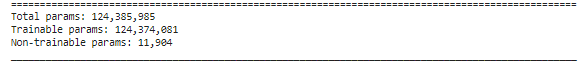 Total params: 124,385,985
Trainable params: 124,374,081
Non-trainable params: 11,904